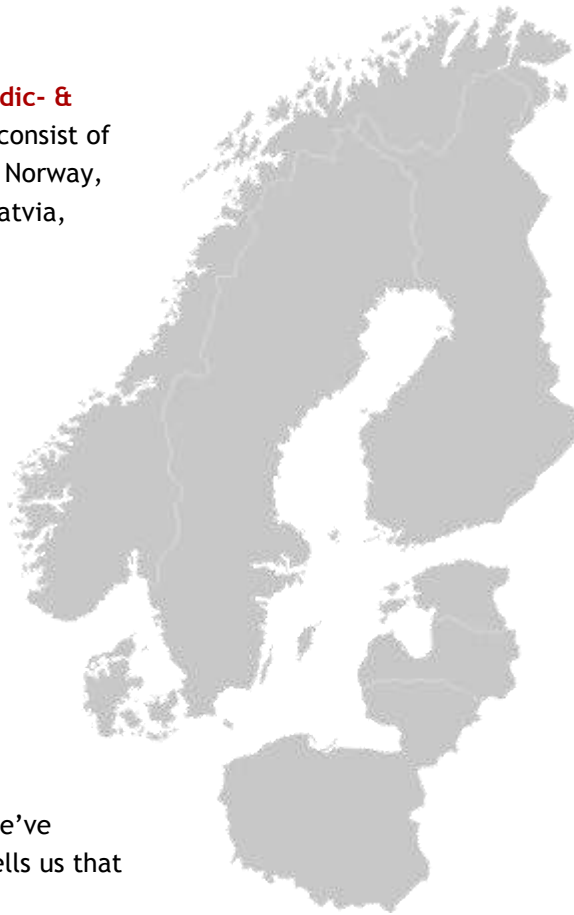 dic- &
consist of
Norway,
atvia,
e've
ells us that